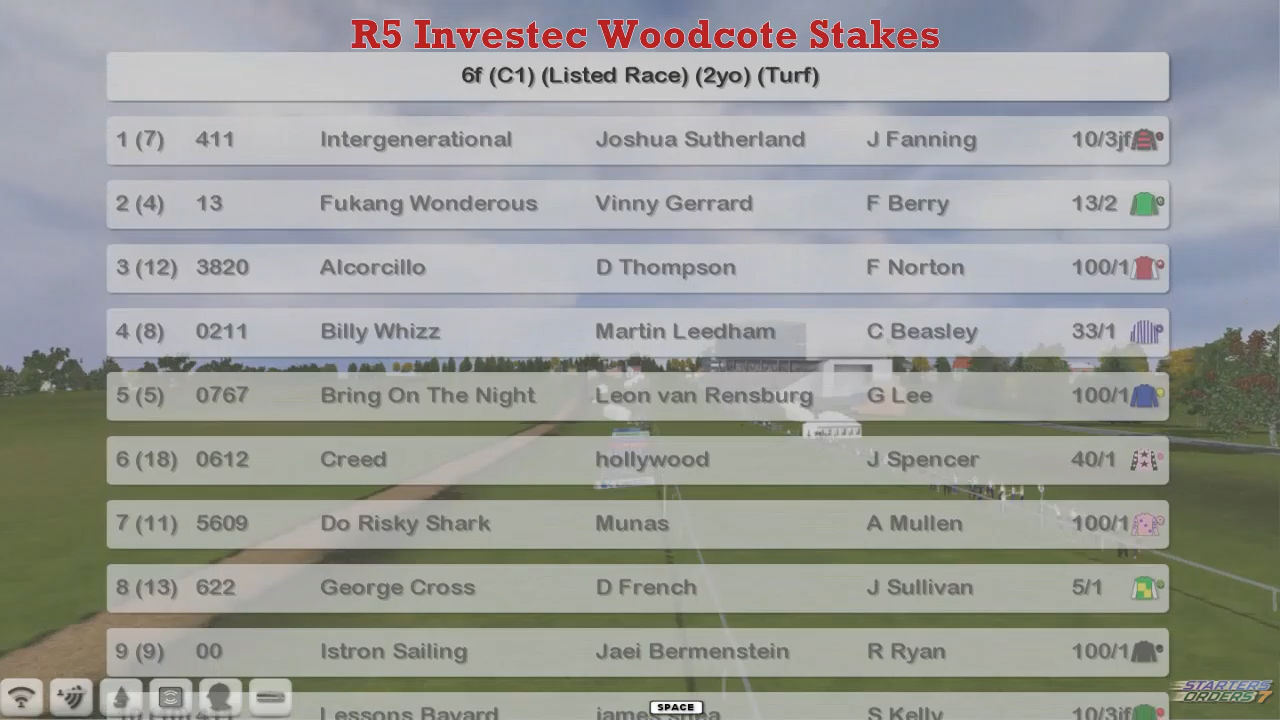 R5 Investec Woodcote Stakes
6f (C1) (Listed Race) (2yo) (Turf)
1 (7) 411 Intergenerational Joshua Sutherland J Fanning 10/3jf
2 (4) 13 Fukang Wonderous Vinny Gerrard F Berry 13/2
3 (12) 3820 Alcorcillo D Thompson F Norton 100/1
4 (8) 0211 Billy Whizz Martin Leedham C Beasley 33/1
5 (5) 0767 Bring On The Night Leon van Rensburg G Lee 100/1
6 (18) 0612 Creed hollywood J Spencer 40/1
7 (11) 5609 Do Risky Shark Munas A Mullen 100/1
8 (13) 622 George Cross D French J Sullivan 5/1
9 (9) 00 Istron Sailing Jaei Bermenstein R Ryan 100/1
Lessons Bayard james shea S Kelly 10/3jf
SPACE
STARTERS
ORDERS 7